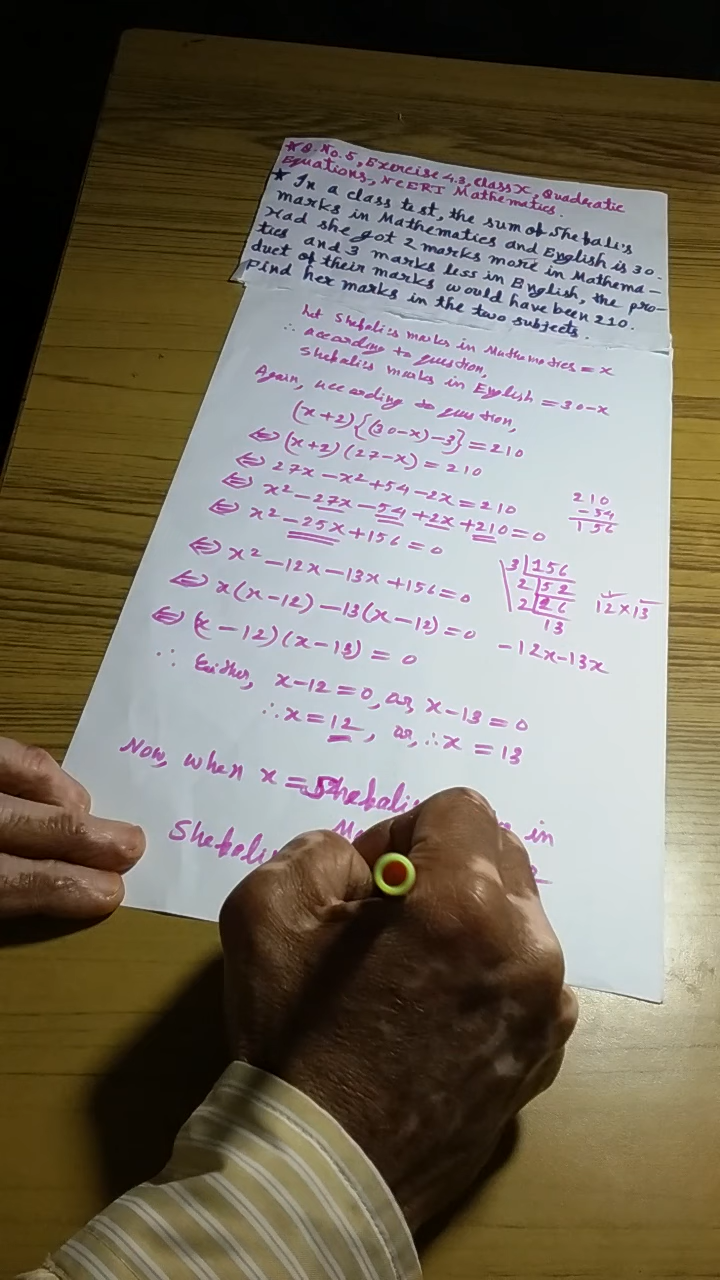 * Q. No. 5, Exercise 4.3, Class X, Quadratic
Equations, NCERT Mathematics.
* In a class test, the sum of Shefali's
marks in Mathematics and English is 30.
Had she got 2 marks more in Mathema-
tics and 3 marks less in English, the pro-
duct of their marks would have been 210.
Find her marks in the two subjects.
Let Shefali's marks in Mathematics = x
∴ according to question,
Shefali's marks in English = 30-x
Again, according to question,
(x+2){(30-x)-3} = 210
⇔ (x+2)(27-x) = 210
⇔ 27x-x²+54-2x = 210
⇔ x²-27x-54+2x+210 = 0
⇔ x²-25x+156 = 0
⇔ x²-12x-13x+156 = 0
⇔ x(x-12)-13(x-12) = 0
⇔ (x-12)(x-13) = 0
∴ Either, x-12 = 0, or, x-13 = 0
∴ x = 12, or, ∴ x = 13
Now, when x =
Shefali's
in
Shefali
210
-54
156
3 156
2 52
2 26
13
12x13
-12x-13x